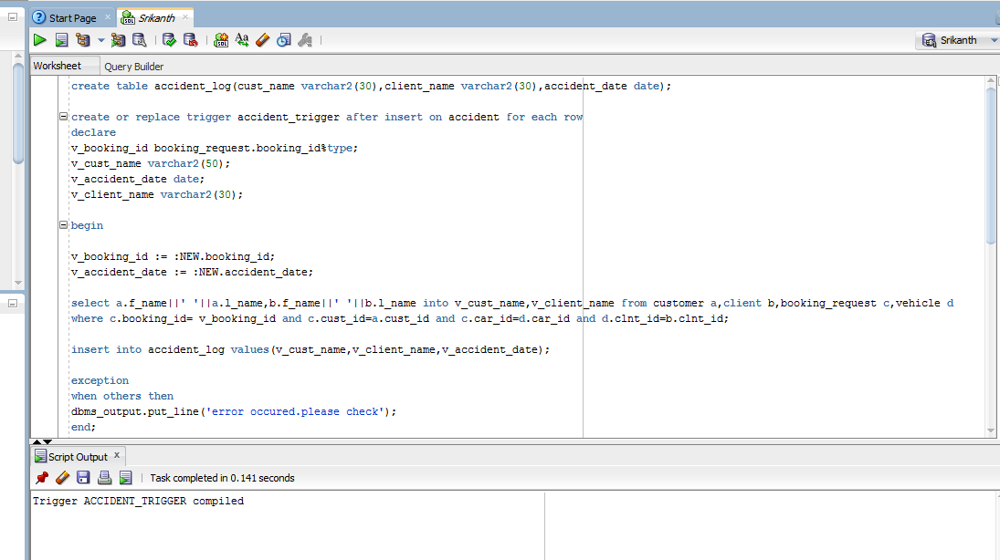 Start Page
Srikanth
Srikanth
Worksheet
Query Builder
create table accident_log(cust_name varchar2(30),client_name varchar2(30),accident_date date);
create or replace trigger accident_trigger after insert on accident for each row
declare
v_booking_id booking_request.booking_id%type;
v_cust_name varchar2(50);
v_accident_date date;
v_client_name varchar2(30);
begin
v_booking_id := :NEW.booking_id;
v_accident_date := :NEW.accident_date;
select a.f_name||' '||a.l_name,b.f_name||' '||b.l_name into v_cust_name,v_client_name from customer a,client b,booking_request c,vehicle d
where c.booking_id= v_booking_id and c.cust_id=a.cust_id and c.car_id=d.car_id and d.clnt_id=b.clnt_id;
insert into accident_log values(v_cust_name,v_client_name,v_accident_date);
exception
when others then
dbms_output.put_line('error occured.please check');
end;
Script Output
Task completed in 0.141 seconds
Trigger ACCIDENT_TRIGGER compiled